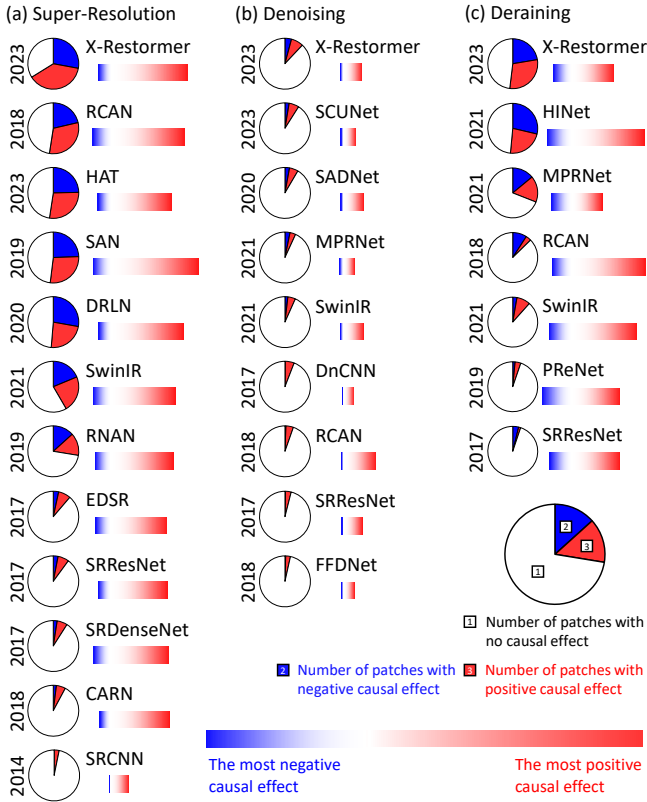 (a) Super-Resolution
2023
X-Restormer
2018
RCAN
2023
HAT
2019
SAN
2020
DRLN
2021
SwinIR
2019
RNAN
2017
EDSR
2017
SRResNet
2017
SRDenseNet
2018
CARN
2014
SRCNN
(b) Denoising
2023
X-Restormer
2023
SCUNet
2020
SADNet
2021
MPRNet
2021
SwinIR
2017
DnCNN
2018
RCAN
2017
SRResNet
2018
FFDNet
(c) Deraining
2023
X-Restormer
2021
HINet
2021
MPRNet
2018
RCAN
2021
SwinIR
2019
PReNet
2017
SRResNet
2
3
1
1 Number of patches with
no causal effect
2 Number of patches with
negative causal effect
3 Number of patches with
positive causal effect
The most negative
causal effect
The most positive
causal effect